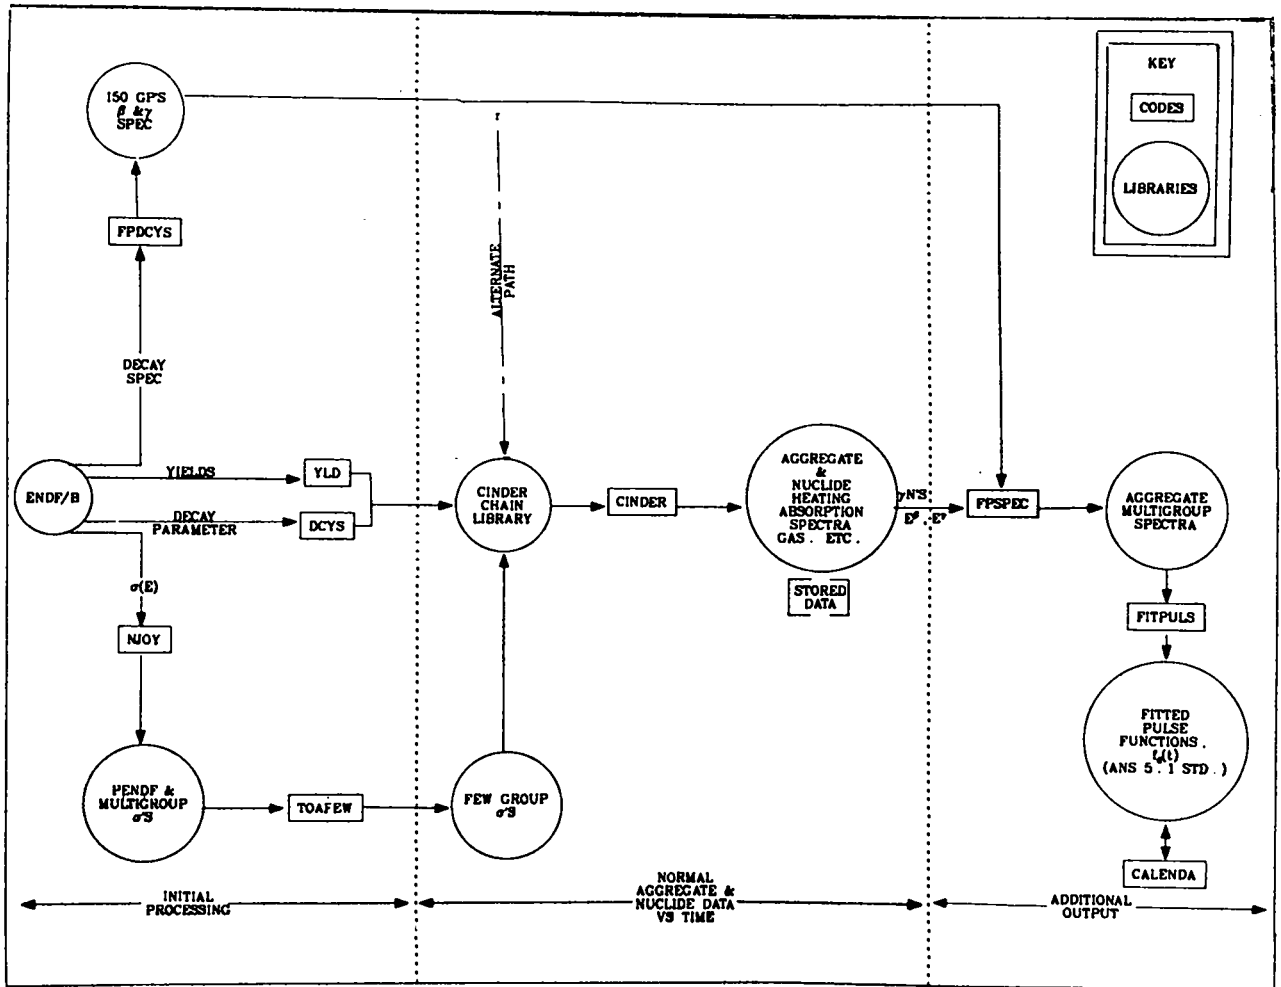 150 GP'S
β & γ
SPEC
KEY
CODES
LIBRARIES
FPDCYS
ALTERNATE
PATH
DECAY
SPEC
ENDF/B
YIELDS
YLD
DECAY
PARAMETER
DCYS
CINDER
CHAIN
LIBRARY
CINDER
AGGREGATE
&
NUCLIDE
HEATING
ABSORPTION
SPECTRA
GAS. ETC.
γN'S
E^β. E^γ
FPSPEC
AGGREGATE
MULTIGROUP
SPECTRA
STORED
DATA
σ(E)
NJOY
FITPULS
PENDF &
MULTIGROUP
σ'S
TOAFEW
FEW GROUP
σ'S
FITTED
PULSE
FUNCTIONS.
(t)
(ANS 5.1 STD.)
CALENDA
INITIAL
PROCESSING
NORMAL
AGGREGATE &
NUCLIDE DATA
VS TIME
ADDITIONAL
OUTPUT